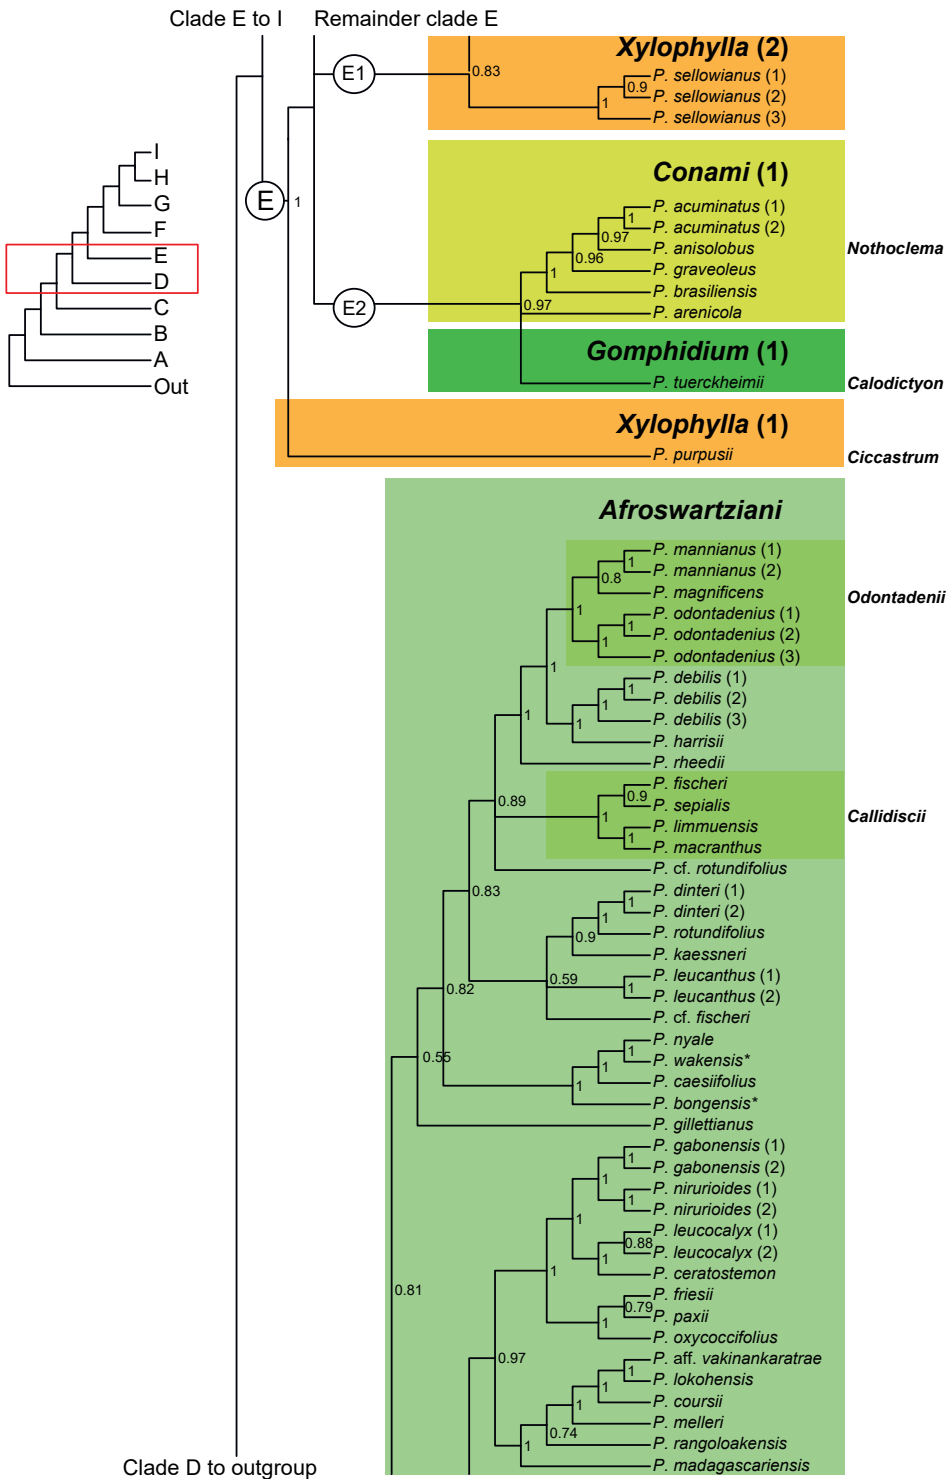 Clade E to I
Remainder clade E
Xylophylla (2)
0.83
E1
P. sellowianus (1)
0.9
P. sellowianus (2)
1
P. sellowianus (3)
I
H
G
F
E
D
C
B
A
Out
E
1
Conami (1)
P. acuminatus (1)
1
P. acuminatus (2)
0.97
P. anisolobus
Nothoclema
0.96
P. graveoleus
1
P. brasiliensis
E2
0.97
P. arenicola
Gomphidium (1)
P. tuerckheimii
Calodictyon
Xylophylla (1)
P. purpusii
Ciccastrum
Afroswartziani
P. mannianus (1)
1
P. mannianus (2)
0.8
P. magnificens
Odontadenii
1
P. odontadenius (1)
1
P. odontadenius (2)
1
P. odontadenius (3)
1
P. debilis (1)
1
P. debilis (2)
1
P. debilis (3)
1
P. harrisii
1
P. rheedii
P. fischeri
0.9
P. sepialis
0.89
1
Callidiscii
P. limmuensis
1
P. macranthus
P. cf. rotundifolius
0.83
P. dinteri (1)
1
P. dinteri (2)
1
P. rotundifolius
0.9
P. kaessneri
P. leucanthus (1)
0.59
1
P. leucanthus (2)
0.82
P. cf. fischeri
P. nyale
1
P. wakensis*
0.55
1
P. caesiifolius
1
P. bongensis*
P. gillettianus
P. gabonensis (1)
1
P. gabonensis (2)
1
P. nirurioides (1)
1
P. nirurioides (2)
1
P. leucocalyx (1)
0.88
P. leucocalyx (2)
1
P. ceratostemon
1
0.81
P. friesii
0.79
P. paxii
1
P. oxycoccifolius
0.97
P. aff. vakinankaratrae
1
P. lokohensis
1
P. coursii
1
P. melleri
0.74
P. rangoloakensis
1
P. madagascariensis
Clade D to outgroup